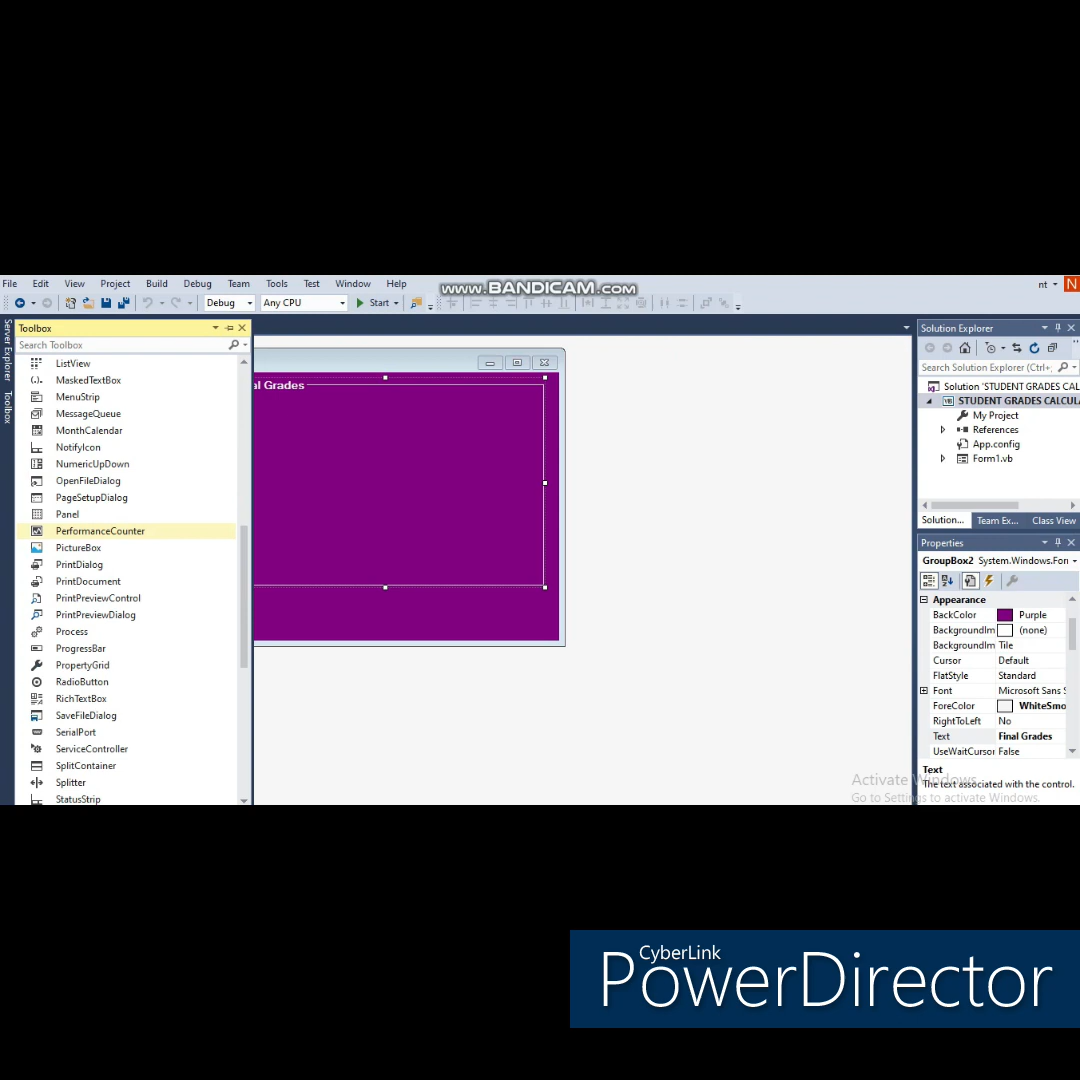 File Edit View Project Build Debug Team Tools Test Window Help
www.BANDICAM.com
nt
N
Debug Any CPU Start
Server Explorer
Toolbox
Toolbox
Search Toolbox
ListView
MaskedTextBox
MenuStrip
MessageQueue
MonthCalendar
NotifyIcon
NumericUpDown
OpenFileDialog
PageSetupDialog
Panel
PerformanceCounter
PictureBox
PrintDialog
PrintDocument
PrintPreviewControl
PrintPreviewDialog
Process
ProgressBar
PropertyGrid
RadioButton
RichTextBox
SaveFileDialog
SerialPort
ServiceController
SplitContainer
Splitter
StatusStrip
al Grades
Solution Explorer
Search Solution Explorer (Ctrl+;
Solution 'STUDENT GRADES CAL
STUDENT GRADES CALCULA
My Project
References
App.config
Form1.vb
Solution... Team Ex... Class View
Properties
GroupBox2 System.Windows.For
Appearance
BackColor Purple
BackgroundIm (none)
BackgroundIm Tile
Cursor Default
FlatStyle Standard
Font Microsoft Sans S
ForeColor WhiteSmo
RightToLeft No
Text Final Grades
UseWaitCursor False
Text
The text associated with the control.
Activate Windows
Go to Settings to activate Windows.
CyberLink
PowerDirector